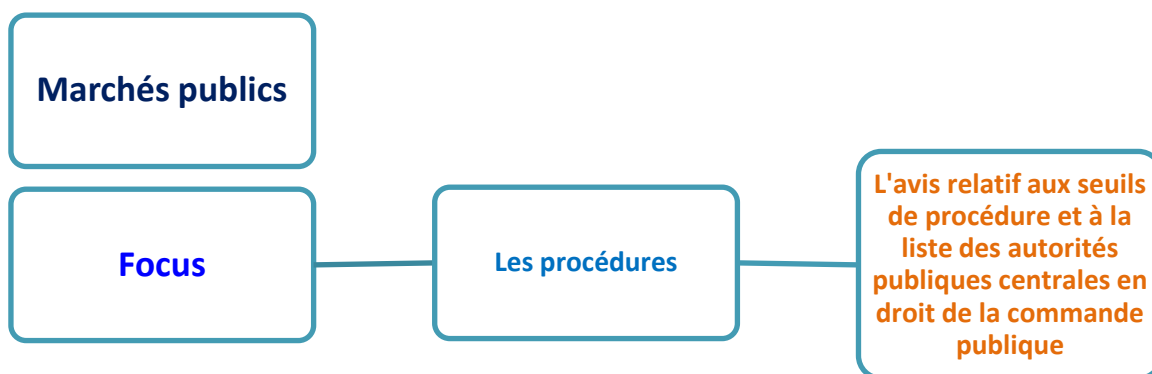 Marchés publics
Focus
Les procédures
L'avis relatif aux seuils
de procédure et à la
liste des autorités
publiques centrales en
droit de la commande
publique